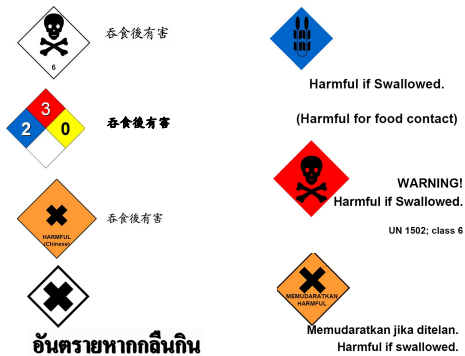 6
吞食後有害
3
2 0
吞食後有害
HARMFUL
(Chinese)
吞食後有害
อันตรายหากกลืนกิน
Harmful if Swallowed.
(Harmful for food contact)
WARNING!
Harmful if Swallowed.
UN 1502; class 6
MEMUDARATKAN
HARMFUL
Memudaratkan jika ditelan.
Harmful if swallowed.